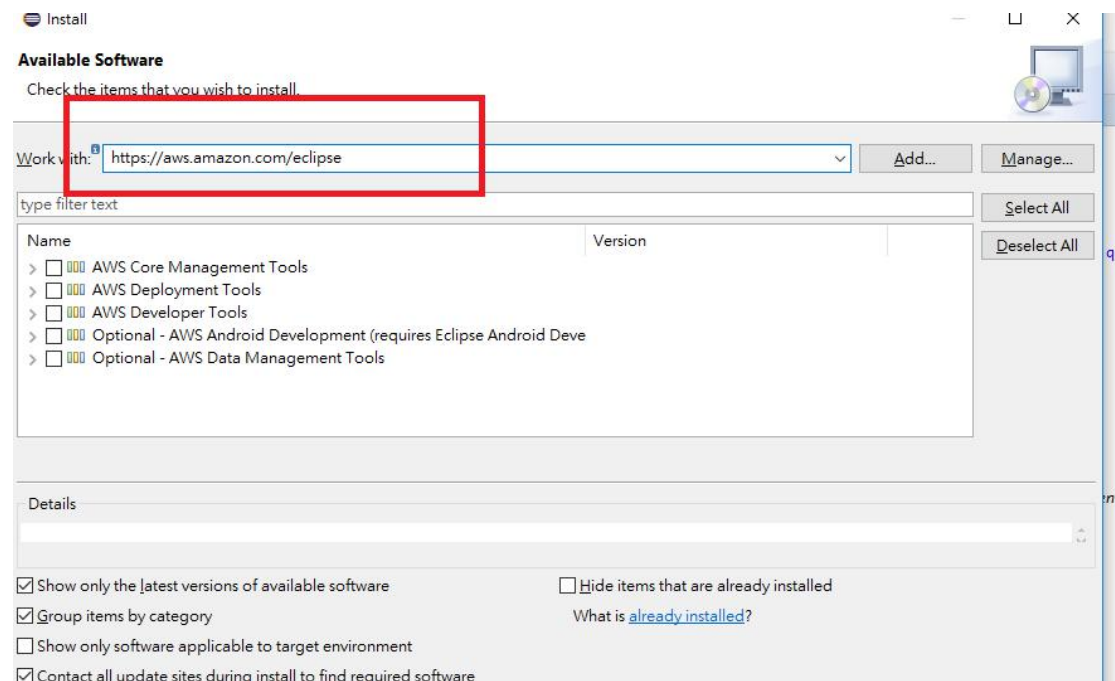 Install
Available Software
Check the items that you wish to install.
Work with: https://aws.amazon.com/eclipse Add... Manage...
type filter text Select All
Name Version Deselect All
q
AWS Core Management Tools
AWS Deployment Tools
AWS Developer Tools
Optional - AWS Android Development (requires Eclipse Android Deve
Optional - AWS Data Management Tools
Details
en
Show only the latest versions of available software Hide items that are already installed
Group items by category What is already installed?
Show only software applicable to target environment
Contact all update sites during install to find required software